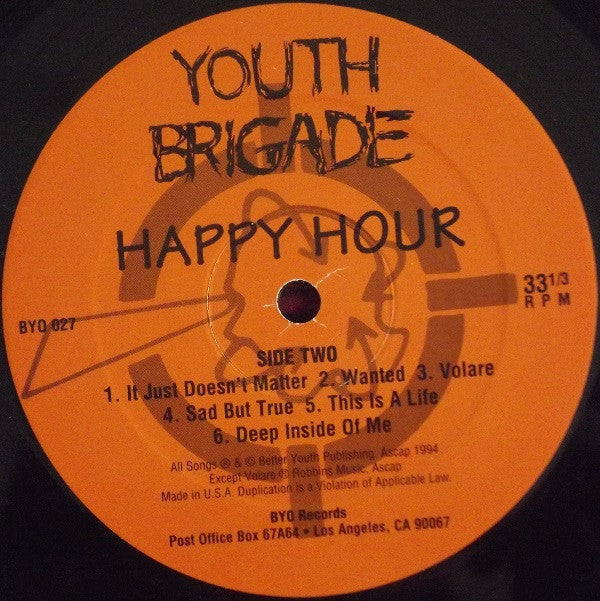 YOUTH
BRIGADE
HAPPY HOUR
33 1/3
RPM
BYO 027
SIDE TWO
1. It Just Doesn't Matter 2. Wanted 3. Volare
4. Sad But True 5. This Is A Life
6. Deep Inside Of Me
All Songs ℗ & © Better Youth Publishing, Ascap 1994
Except Volare ® Robbins Music, Ascap
Made in U.S.A. Duplication is a Violation of Applicable Law.
BYO Records
Post Office Box 67A64 • Los Angeles, CA 90067